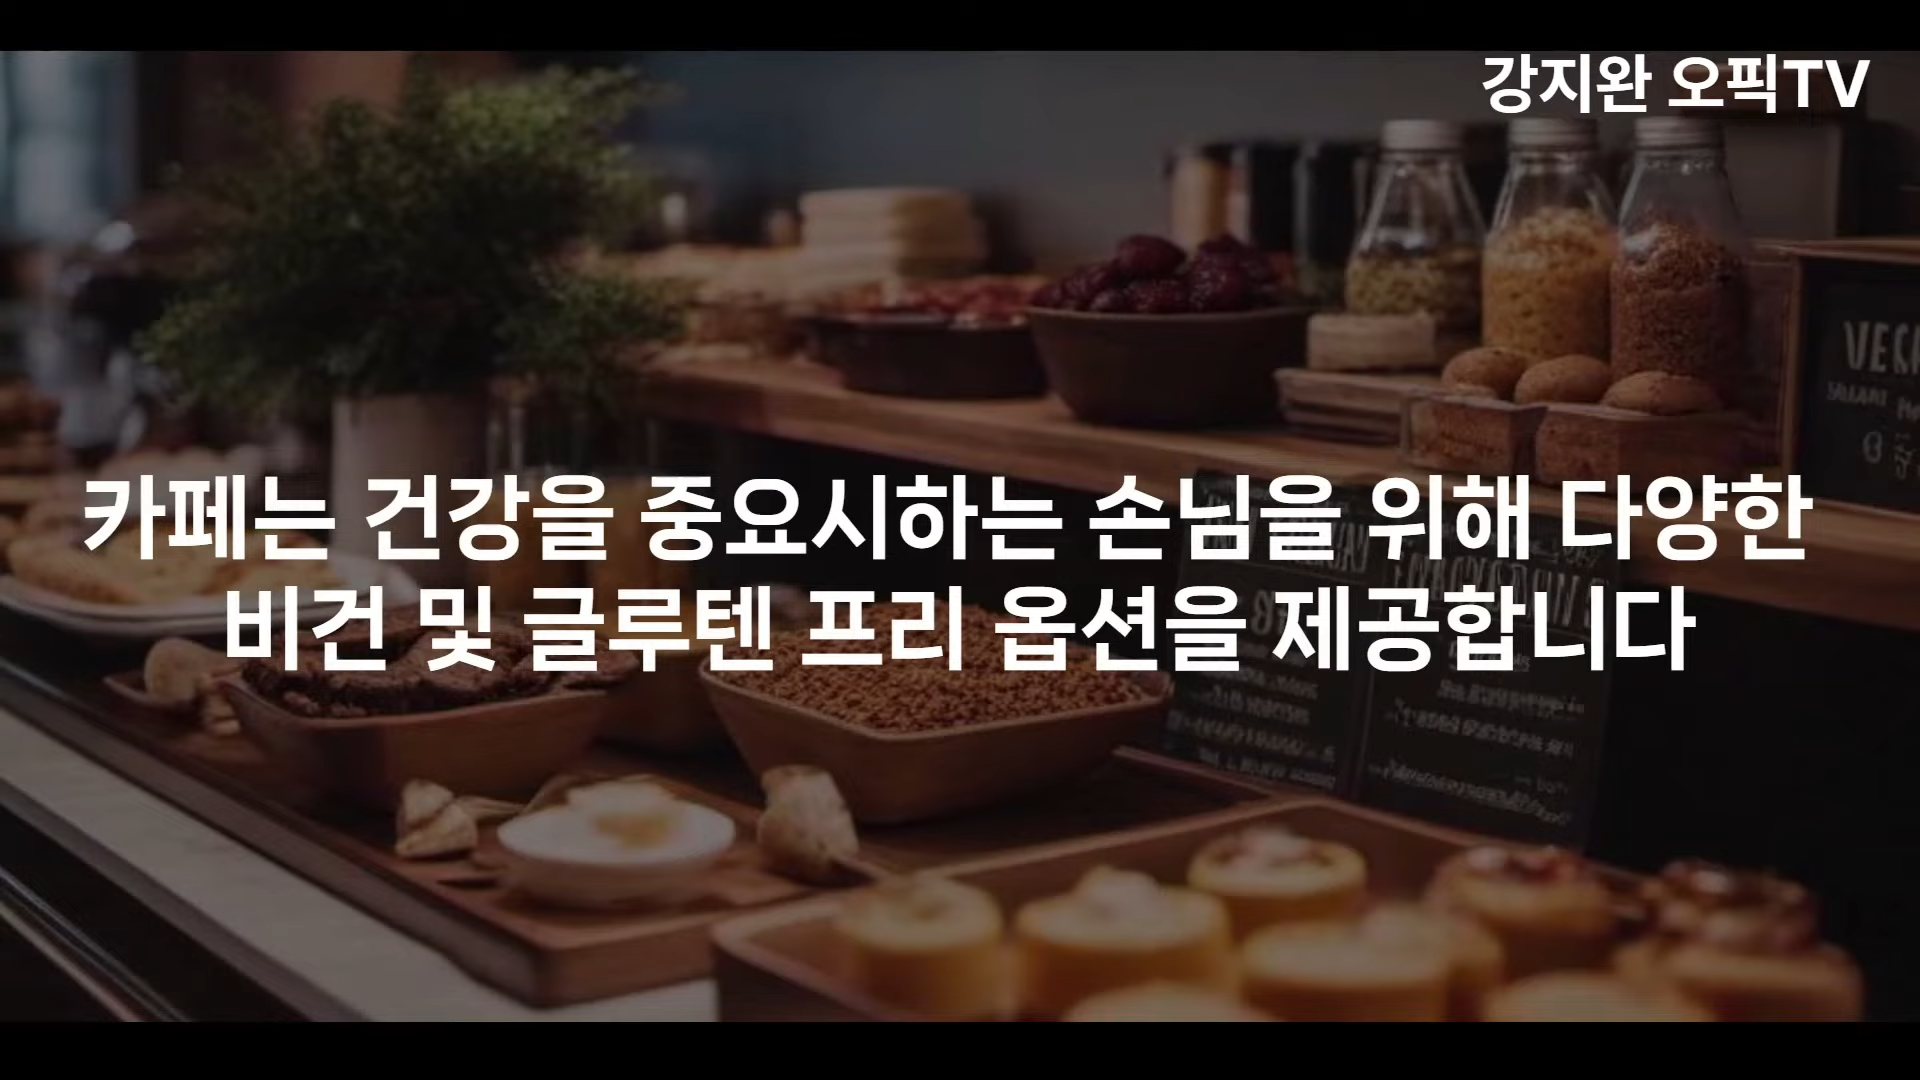 강지완 오픽TV
카페는 건강을 중요시하는 손님을 위해 다양한
비건 및 글루텐 프리 옵션을 제공합니다